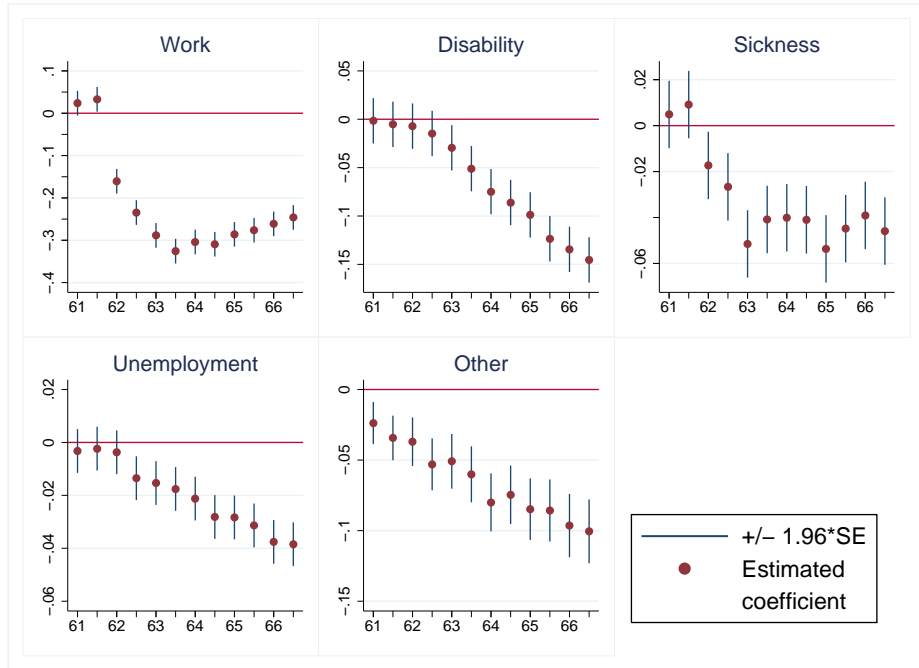 Work
.1
0
-.1
-.2
-.3
-.4
61 62 63 64 65 66
Disability
.05
0
-.05
-.1
-.15
61 62 63 64 65 66
Sickness
.02
0
-.02
-.06
61 62 63 64 65 66
Unemployment
.02
0
-.02
-.04
-.06
61 62 63 64 65 66
Other
0
-.05
-.1
-.15
61 62 63 64 65 66
+/– 1.96*SE
Estimated
coefficient